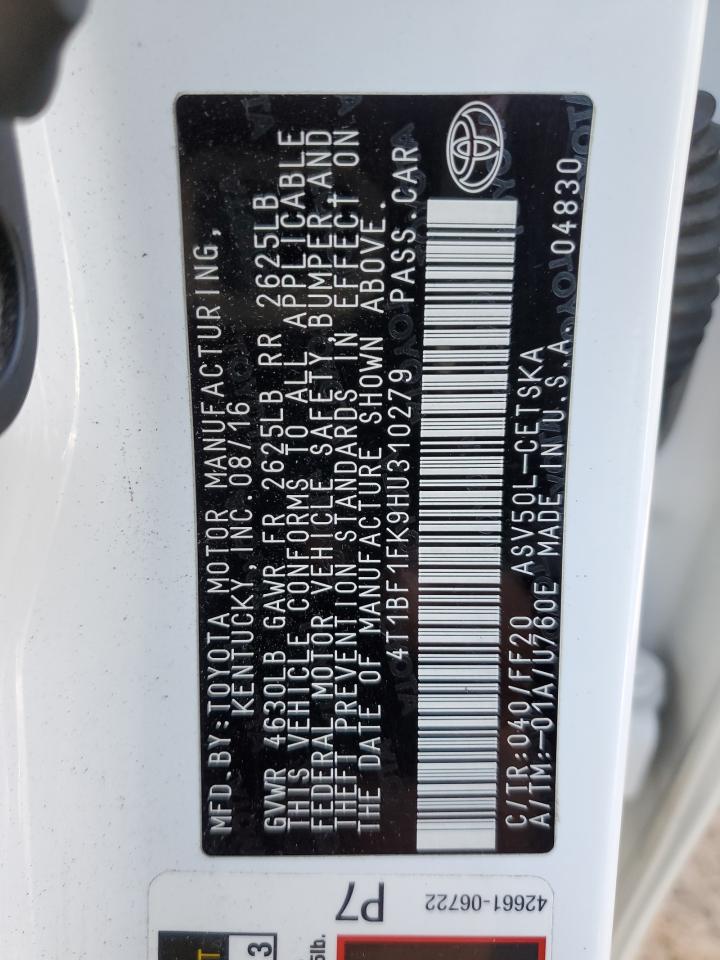 MFD.BY:TOYOTA MOTOR MANUFACTURING,
KENTUCKY,INC.08/16
GVWR 4630LB GAWR FR 2625LB RR 2625LB
THIS VEHICLE CONFORMS TO ALL APPLICABLE
FEDERAL MOTOR VEHICLE SAFETY,BUMPER,AND
THEFT PREVENTION STANDARDS IN EFFECT ON
THE DATE OF MANUFACTURE SHOWN ABOVE.
4T1BF1FK9HU310279 PASS.CAR
C/TR:040/FF20 ASV50L-CETSKA
A/TM:-01A/U760E MADE IN U.S.A. 04830
P7
42661-06722
3
5lb.